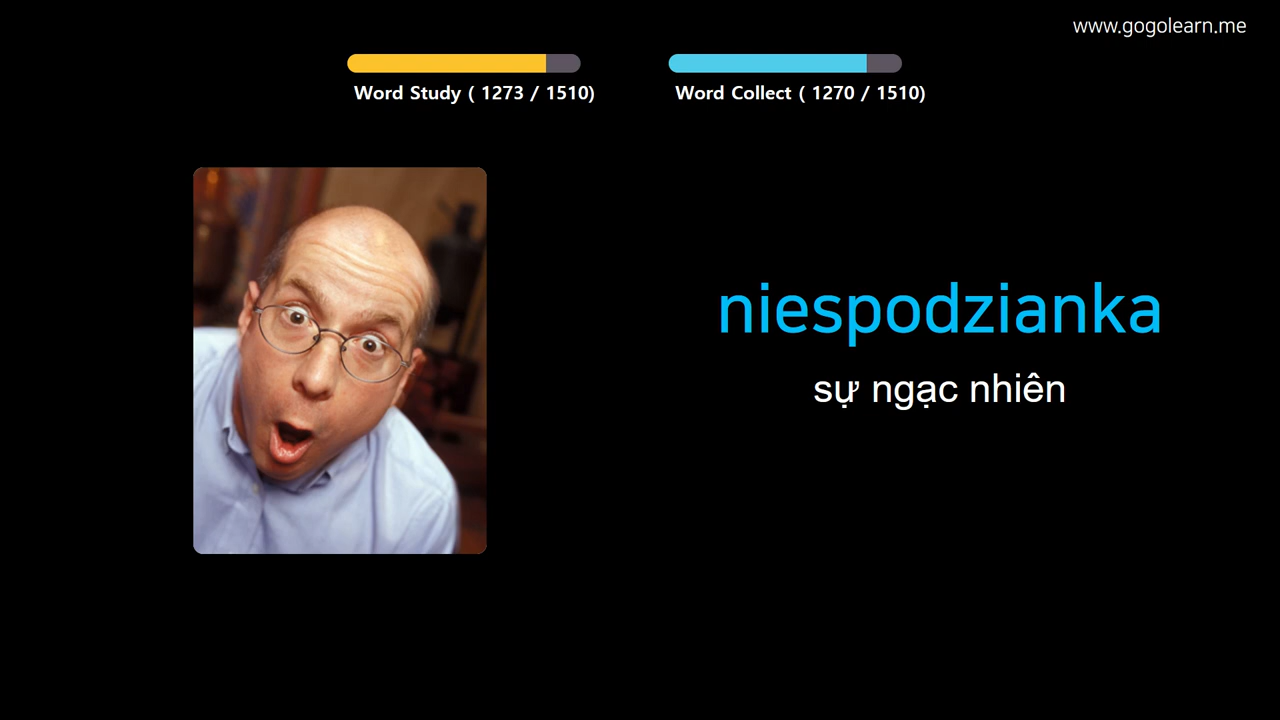 www.gogolearn.me
Word Study ( 1273 / 1510)
Word Collect ( 1270 / 1510)
niespodzianka
sự ngạc nhiên